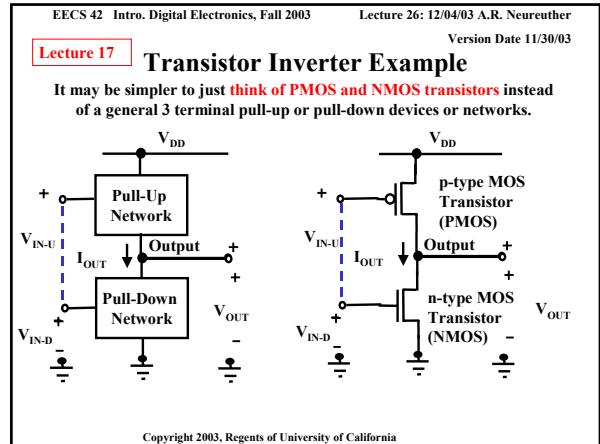 EECS 42 Intro. Digital Electronics, Fall 2003 Lecture 26: 12/04/03 A.R. Neureuther
Version Date 11/30/03
Lecture 17
Transistor Inverter Example
It may be simpler to just think of PMOS and NMOS transistors instead
of a general 3 terminal pull-up or pull-down devices or networks.
VDD
+
Pull-Up
Network
VIN-U
IOUT
Output
+
+
Pull-Down
Network
VIN-D
−
VOUT
−
VDD
+
p-type MOS
Transistor
(PMOS)
VIN-U
IOUT
Output
+
+
n-type MOS
Transistor
(NMOS)
VIN-D
−
VOUT
−
Copyright 2003, Regents of University of California